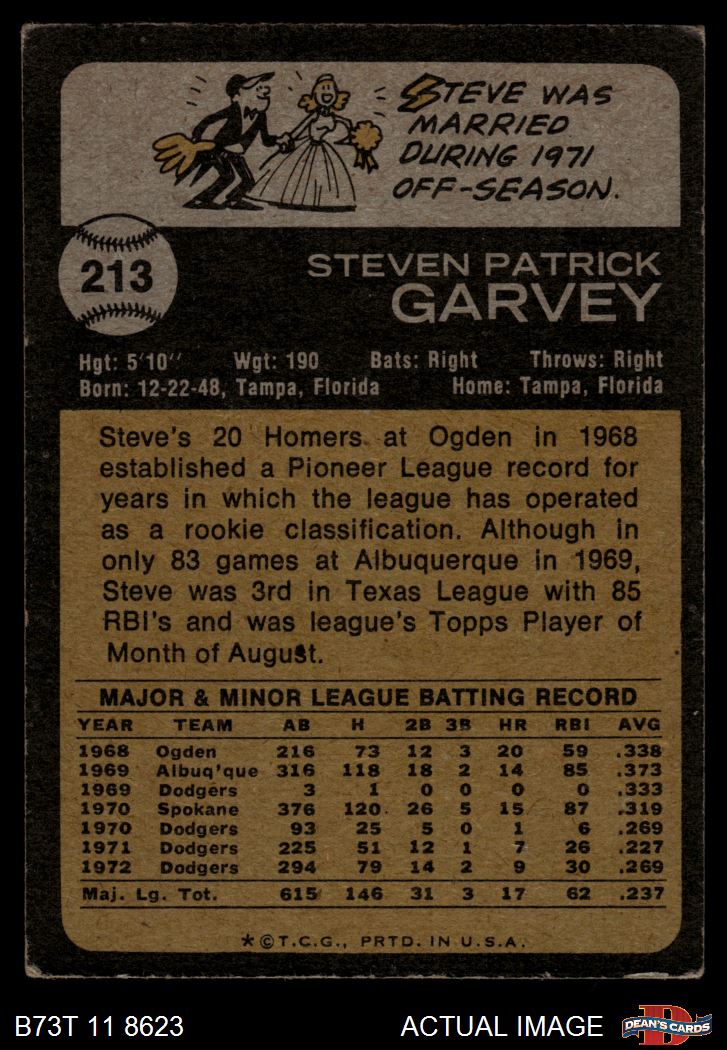 STEVE WAS
MARRIED
DURING 1971
OFF-SEASON.
213
STEVEN PATRICK
GARVEY
Hgt: 5'10" Wgt: 190 Bats: Right Throws: Right
Born: 12-22-48, Tampa, Florida Home: Tampa, Florida
Steve's 20 Homers at Ogden in 1968
established a Pioneer League record for
years in which the league has operated
as a rookie classification. Although in
only 83 games at Albuquerque in 1969,
Steve was 3rd in Texas League with 85
RBI's and was league's Topps Player of
Month of August.
MAJOR & MINOR LEAGUE BATTING RECORD
YEAR TEAM AB H 2B 3B HR RBI AVG
1968 Ogden 216 73 12 3 20 59 .338
1969 Albuq'que 316 118 18 2 14 85 .373
1969 Dodgers 3 1 0 0 0 0 .333
1970 Spokane 376 120 26 5 15 87 .319
1970 Dodgers 93 25 5 0 1 6 .269
1971 Dodgers 225 51 12 1 7 26 .227
1972 Dodgers 294 79 14 2 9 30 .269
Maj. Lg. Tot. 615 146 31 3 17 62 .237
*©T.C.G., PRTD. IN U.S.A.
B73T 11 8623 ACTUAL IMAGE D DEAN'S CARDS